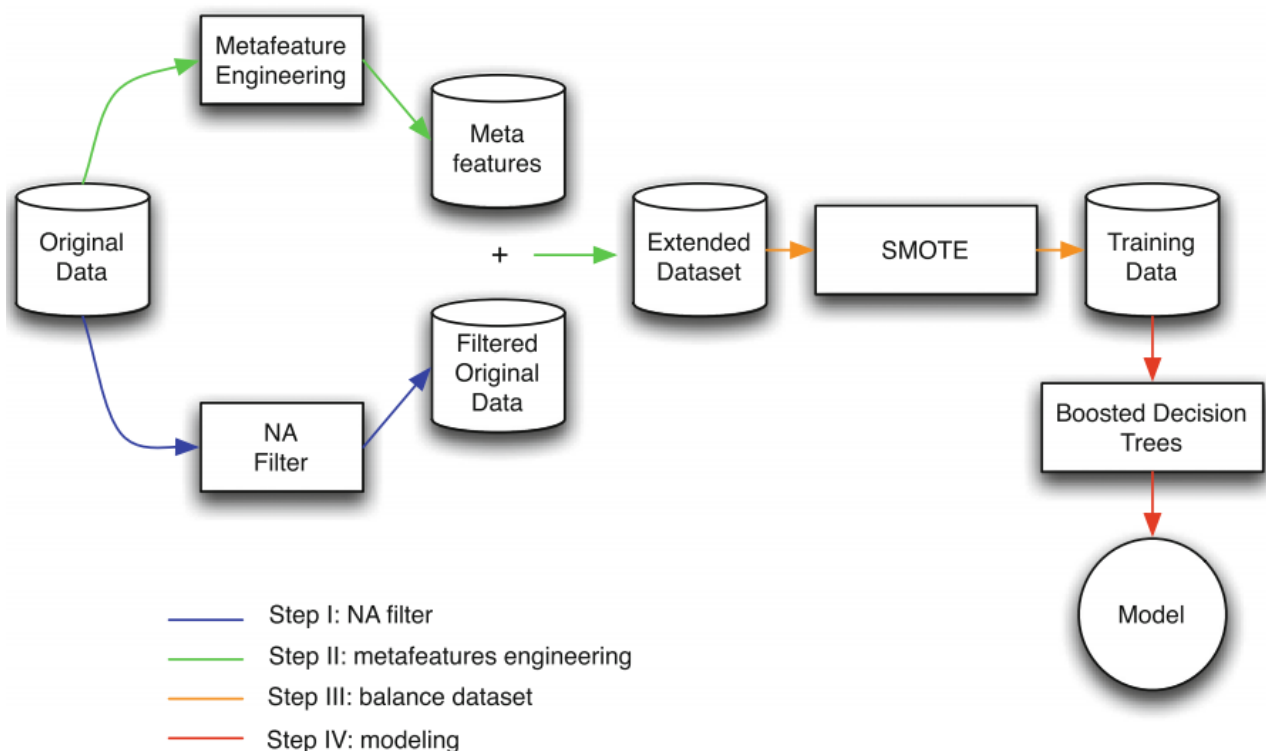 Metafeature
Engineering
Meta
features
Original
Data
+
Extended
Dataset
SMOTE
Training
Data
Filtered
Original
Data
NA
Filter
Boosted Decision
Trees
Model
Step I: NA filter
Step II: metafeatures engineering
Step III: balance dataset
Step IV: modeling